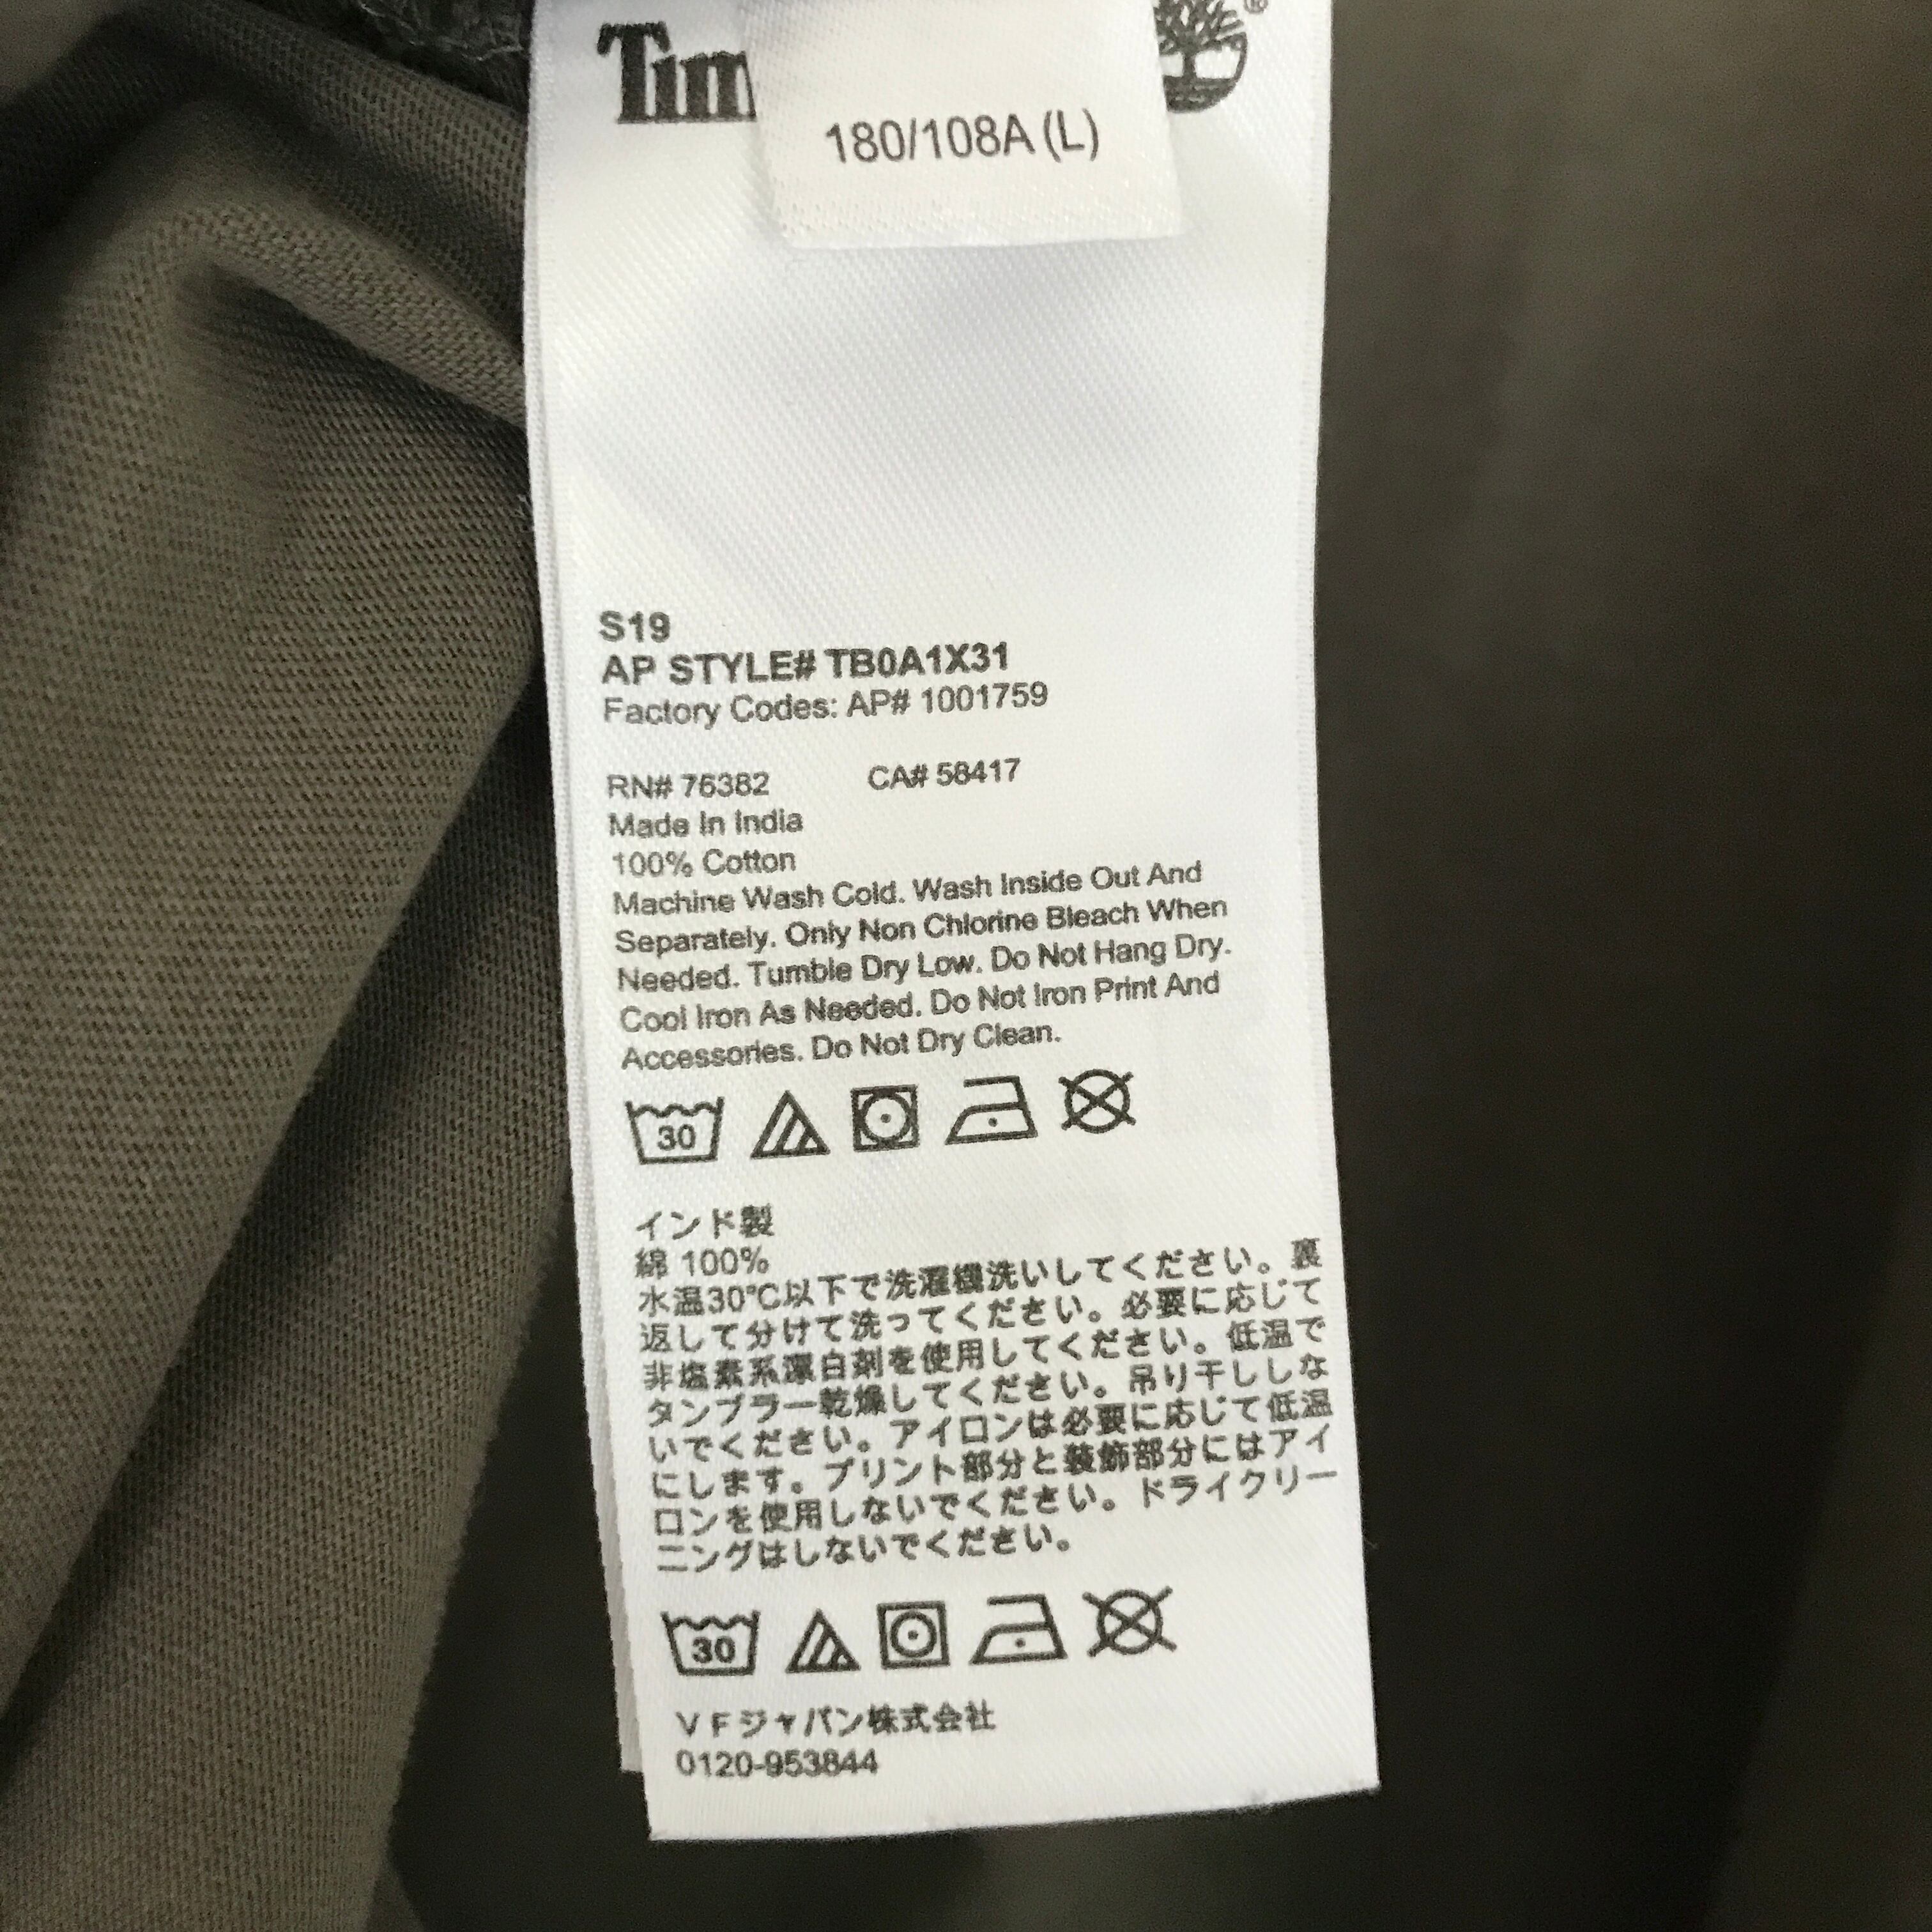 Tim
180/108A (L)
S19
AP STYLE# TB0A1X31
Factory Codes: AP# 1001759
RN# 76382 CA# 58417
Made In India
100% Cotton
Machine Wash Cold. Wash Inside Out And
Separately. Only Non Chlorine Bleach When
Needed. Tumble Dry Low. Do Not Hang Dry.
Cool Iron As Needed. Do Not Iron Print And
Accessories. Do Not Dry Clean.
30
インド製
綿 100%
水温30℃以下で洗濯機洗いしてください。裏
返して分けて洗ってください。必要に応じて
非塩素系漂白剤を使用してください。低温で
タンブラー乾燥してください。吊り干ししな
いでください。アイロンは必要に応じて低温
にします。プリント部分と装飾部分にはアイ
ロンを使用しないでください。ドライクリー
ニングはしないでください。
30
VFジャパン株式会社
0120-953844